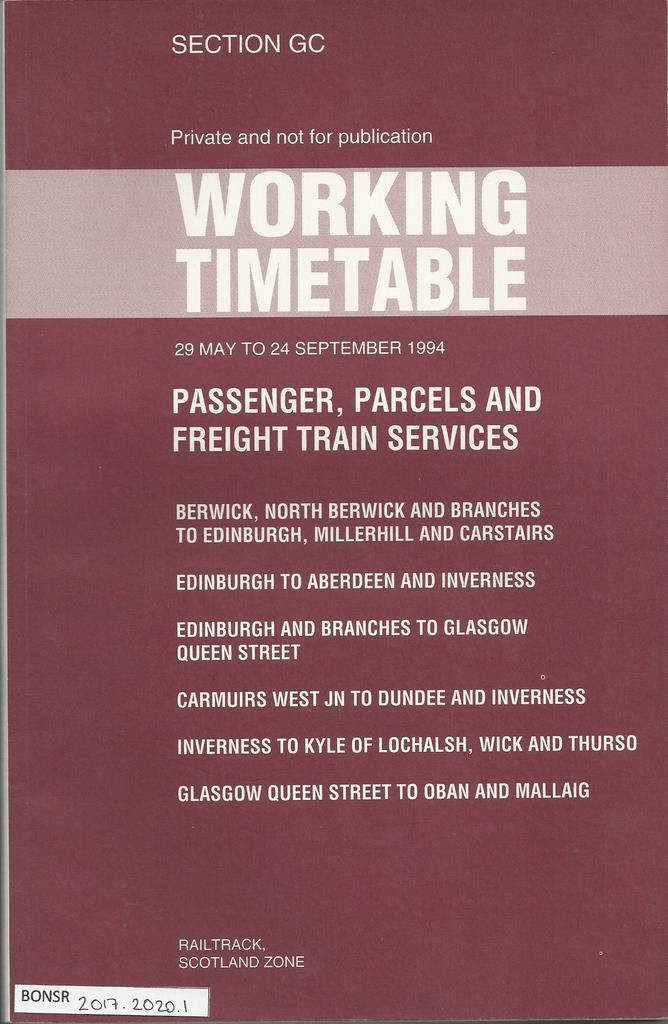 SECTION GC
Private and not for publication
WORKING
TIMETABLE
29 MAY TO 24 SEPTEMBER 1994
PASSENGER, PARCELS AND
FREIGHT TRAIN SERVICES
BERWICK, NORTH BERWICK AND BRANCHES
TO EDINBURGH, MILLERHILL AND CARSTAIRS
EDINBURGH TO ABERDEEN AND INVERNESS
EDINBURGH AND BRANCHES TO GLASGOW
QUEEN STREET
CARMUIRS WEST JN TO DUNDEE AND INVERNESS
INVERNESS TO KYLE OF LOCHALSH, WICK AND THURSO
GLASGOW QUEEN STREET TO OBAN AND MALLAIG
RAILTRACK,
SCOTLAND ZONE
BONSR 2017.2020.1